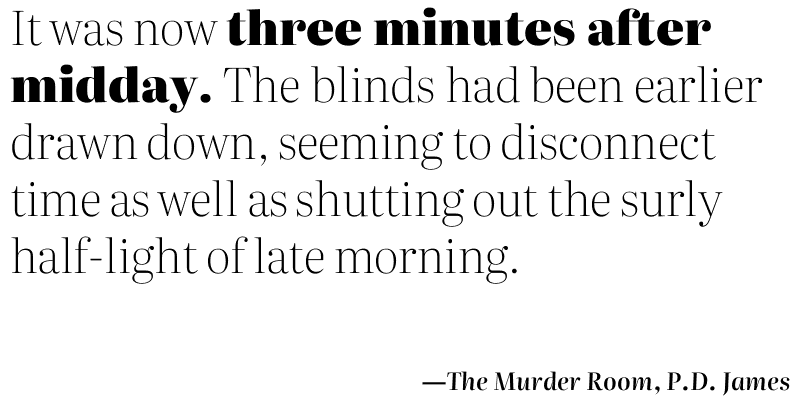 It was now three minutes after
midday. The blinds had been earlier
drawn down, seeming to disconnect
time as well as shutting out the surly
half-light of late morning.
—The Murder Room, P.D. James